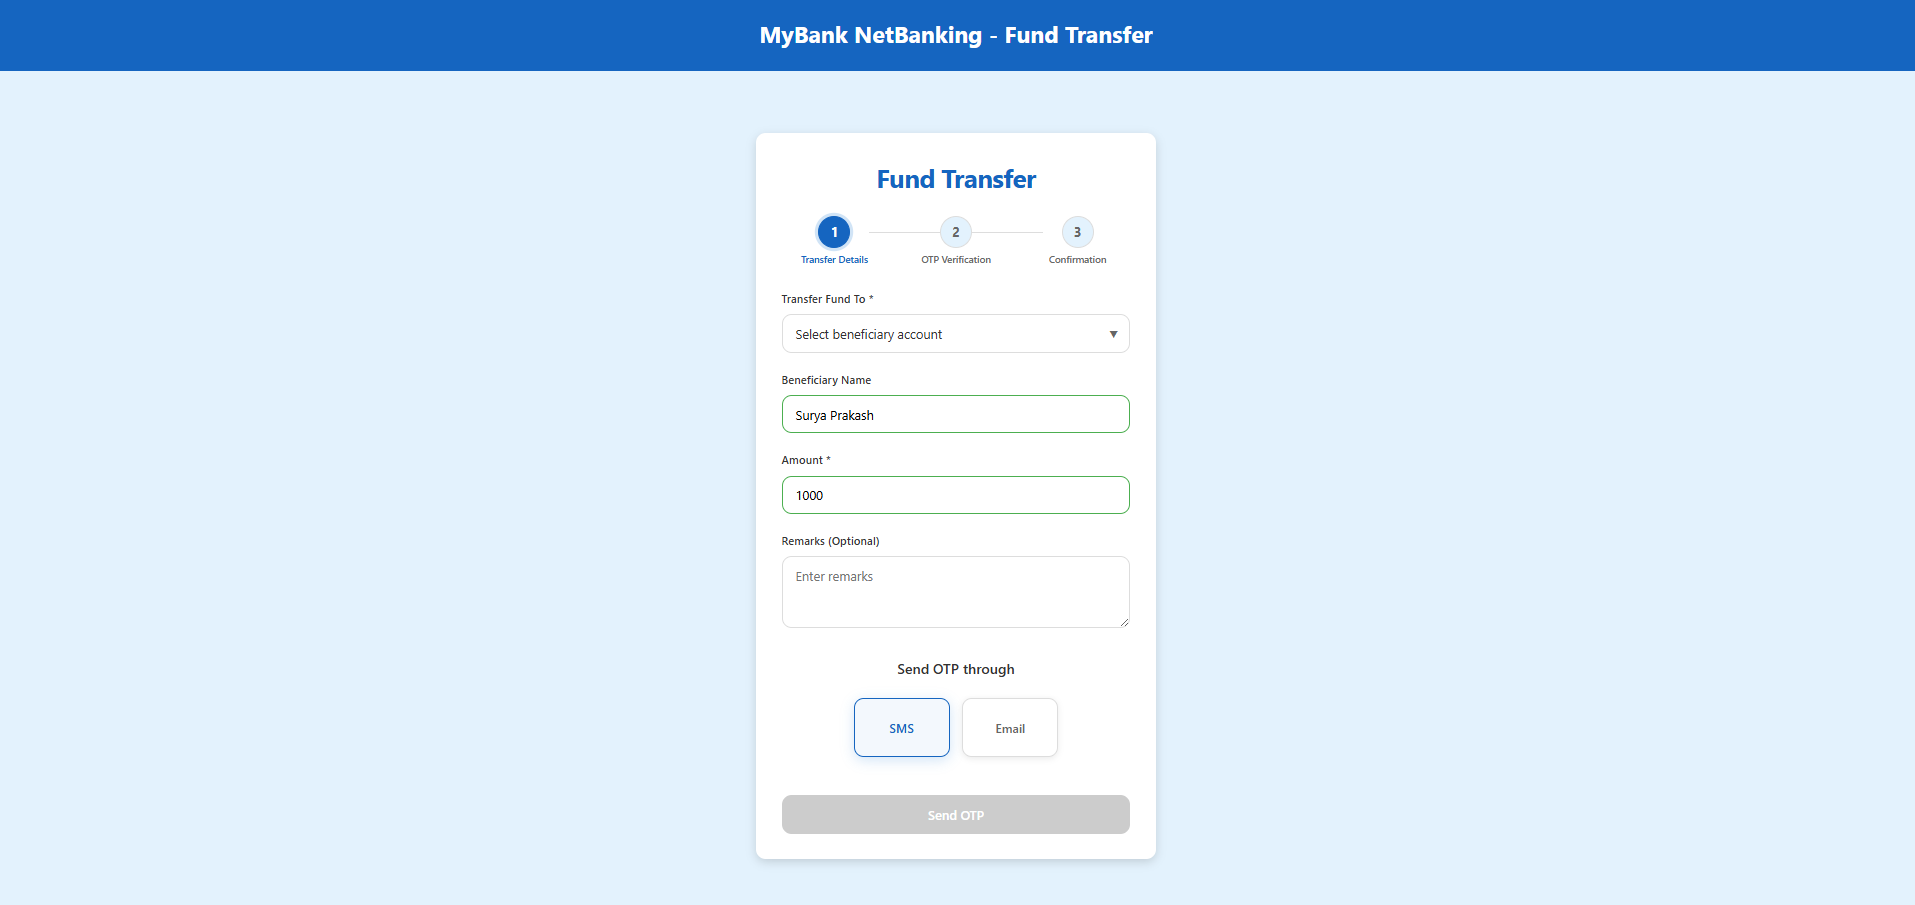 MyBank NetBanking - Fund Transfer
Fund Transfer
1 2 3
Transfer Details OTP Verification Confirmation
Transfer Fund To *
Select beneficiary account
Beneficiary Name
Surya Prakash
Amount *
1000
Remarks (Optional)
Enter remarks
Send OTP through
SMS Email
Send OTP